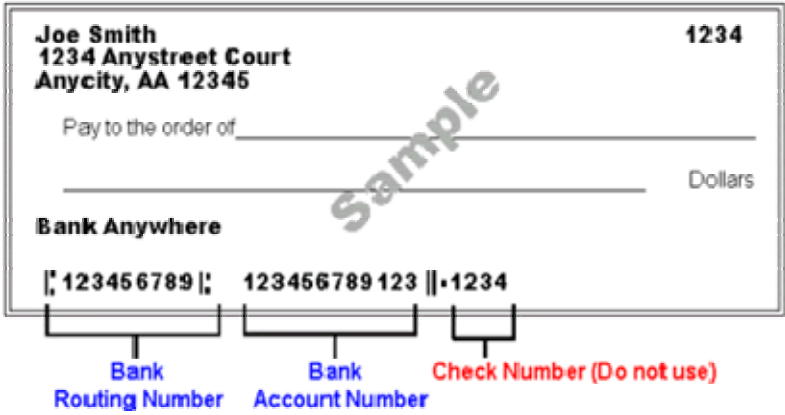 Joe Smith 1234
1234 Anystreet Court
Anycity, AA 12345
Sample
Pay to the order of
Dollars
Bank Anywhere
⑆123456789⑆ 123456789123 ⑈1234
Bank Routing Number
Bank Account Number
Check Number (Do not use)